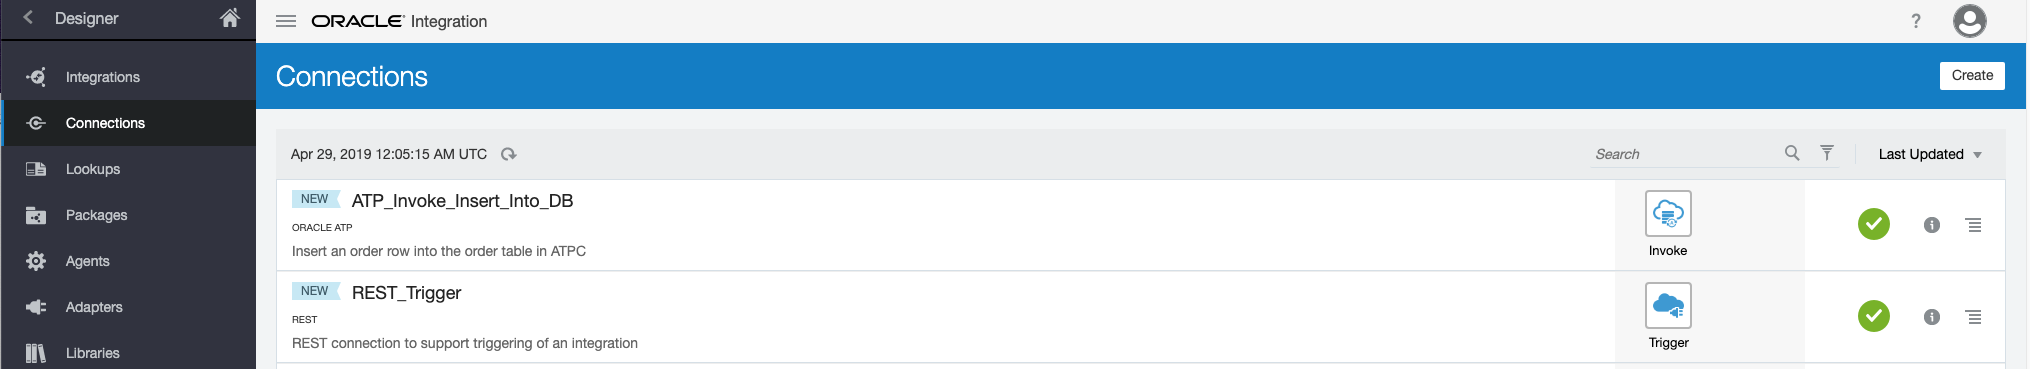 Designer
Integrations
Connections
Lookups
Packages
Agents
Adapters
Libraries
ORACLE Integration
?
Connections
Create
Apr 29, 2019 12:05:15 AM UTC
Search
Last Updated
NEW ATP_Invoke_Insert_Into_DB
ORACLE ATP
Insert an order row into the order table in ATPC
Invoke
NEW REST_Trigger
REST
REST connection to support triggering of an integration
Trigger